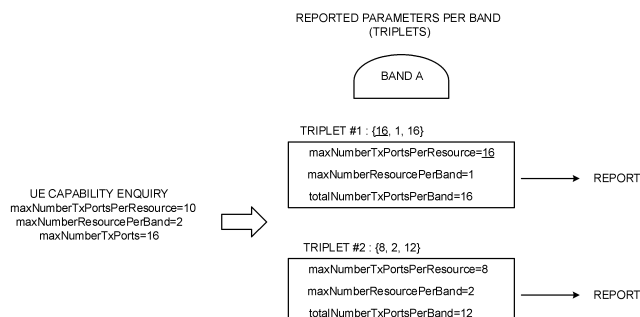 REPORTED PARAMETERS PER BAND
(TRIPLETS)
BAND A
TRIPLET #1 : {16, 1, 16}
maxNumberTxPortsPerResource=16
maxNumberResourcePerBand=1
totalNumberTxPortsPerBand=16
REPORT
UE CAPABILITY ENQUIRY
maxNumberTxPortsPerResource=10
maxNumberResourcePerBand=2
maxNumberTxPorts=16
TRIPLET #2 : {8, 2, 12}
maxNumberTxPortsPerResource=8
maxNumberResourcePerBand=2
totalNumberTxPortsPerBand=12
REPORT